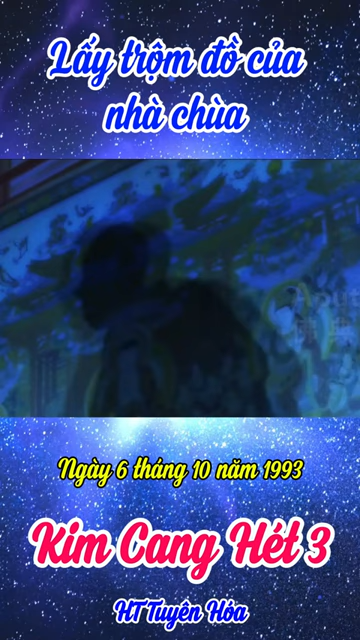 Lấy trộm đồ của
nhà chùa
Ngày 6 tháng 10 năm 1993
Kim Cang Hét 3
HT Tuyên Hóa